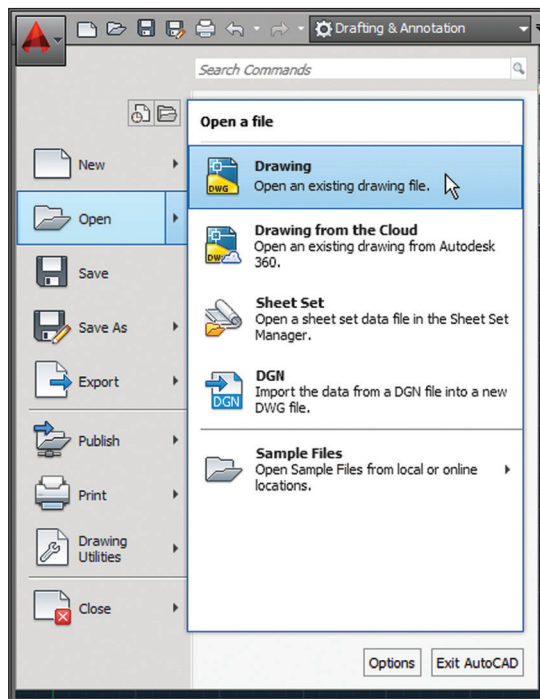 Drafting & Annotation
Search Commands
Open a file
New
Open
Save
Save As
Export
Publish
Print
Drawing
Utilities
Close
Drawing
Open an existing drawing file.
Drawing from the Cloud
Open an existing drawing from Autodesk
360.
Sheet Set
Open a sheet set data file in the Sheet Set
Manager.
DGN
Import the data from a DGN file into a new
DWG file.
Sample Files
Open Sample Files from local or online
locations.
DWG
DW
DGN
Options
Exit AutoCAD